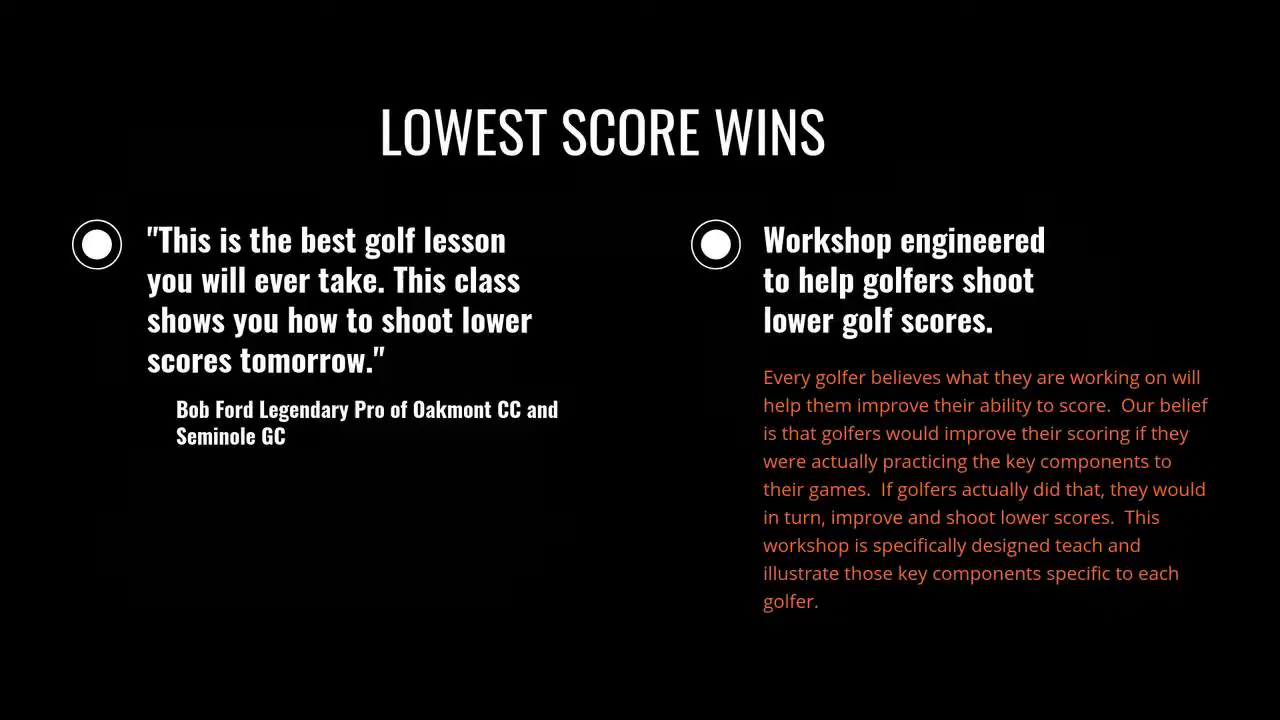 LOWEST SCORE WINS
"This is the best golf lesson
you will ever take. This class
shows you how to shoot lower
scores tomorrow."
Bob Ford Legendary Pro of Oakmont CC and
Seminole GC
Workshop engineered
to help golfers shoot
lower golf scores.
Every golfer believes what they are working on will
help them improve their ability to score.  Our belief
is that golfers would improve their scoring if they
were actually practicing the key components to
their games.  If golfers actually did that, they would
in turn, improve and shoot lower scores.  This
workshop is specifically designed teach and
illustrate those key components specific to each
golfer.